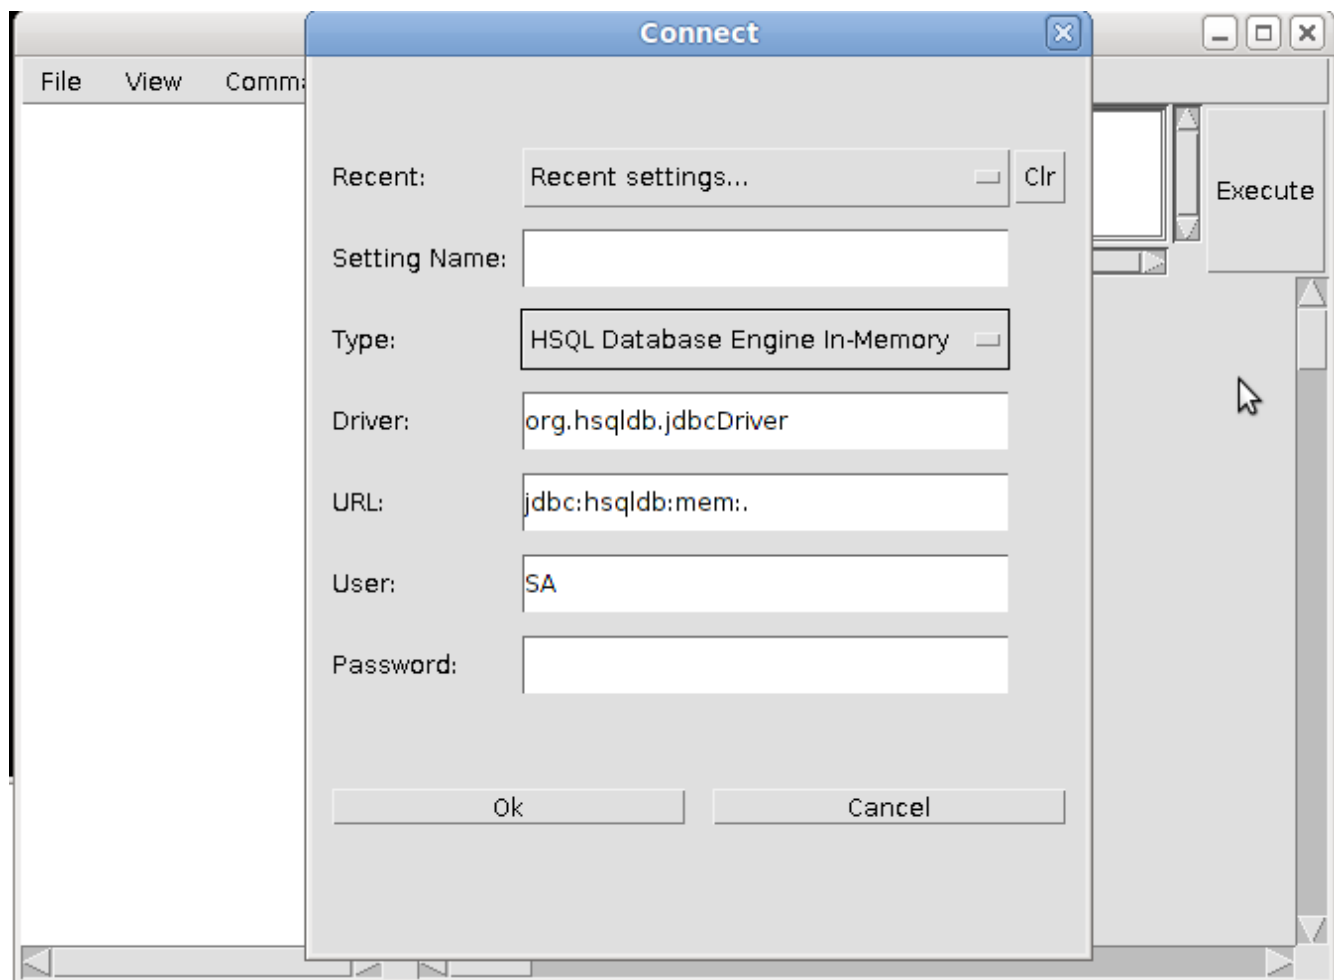 Connect
File View Comm
Recent: Recent settings... Clr
Execute
Setting Name:
Type: HSQL Database Engine In-Memory
Driver: org.hsqldb.jdbcDriver
URL: jdbc:hsqldb:mem:.
User: SA
Password:
Ok Cancel